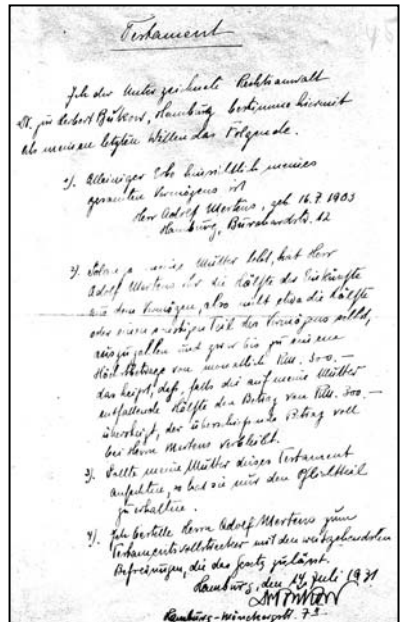 Testament
Ich der Unterzeichnete Rechtsanwalt
Dr. jur. Herbert Bukow, Hamburg bestimme hiermit
als meinen letzten Willen das Folgende.
1). Alleiniger Erbe hinsichtlich meines
gesamten Vermögens ist
Herr Adolf Mertens, geb 16.7.1903
Hamburg, Burchardstr. 12
2). Solange meine Mutter lebt, hat Herr
Adolf Mertens ihr die Hälfte der Einkünfte
aus dem Vermögen, also nicht etwa die Hälfte
oder einen Teil des Vermögens selbst,
auszuzahlen und zwar bis zu einem
Höchstbetrage von monatlich RM. 300.—
das heißt, daß, falls die auf meine Mutter
entfallende Hälfte den Betrag von RM. 300.—
übersteigt, der überschießende Betrag voll
bei Herrn Mertens verbleibt.
3). Sollte meine Mutter dieses Testament
anfechten, so hat sie nur den Pflichtteil
zu erhalten.
4). Ich bestelle Herrn Adolf Mertens zum
Testamentsvollstrecker mit den weitgehendsten
Befreiungen, die das Gesetz zuläßt.
Hamburg, den 14 Juli 1931
Dr Bukow
Hamburg-